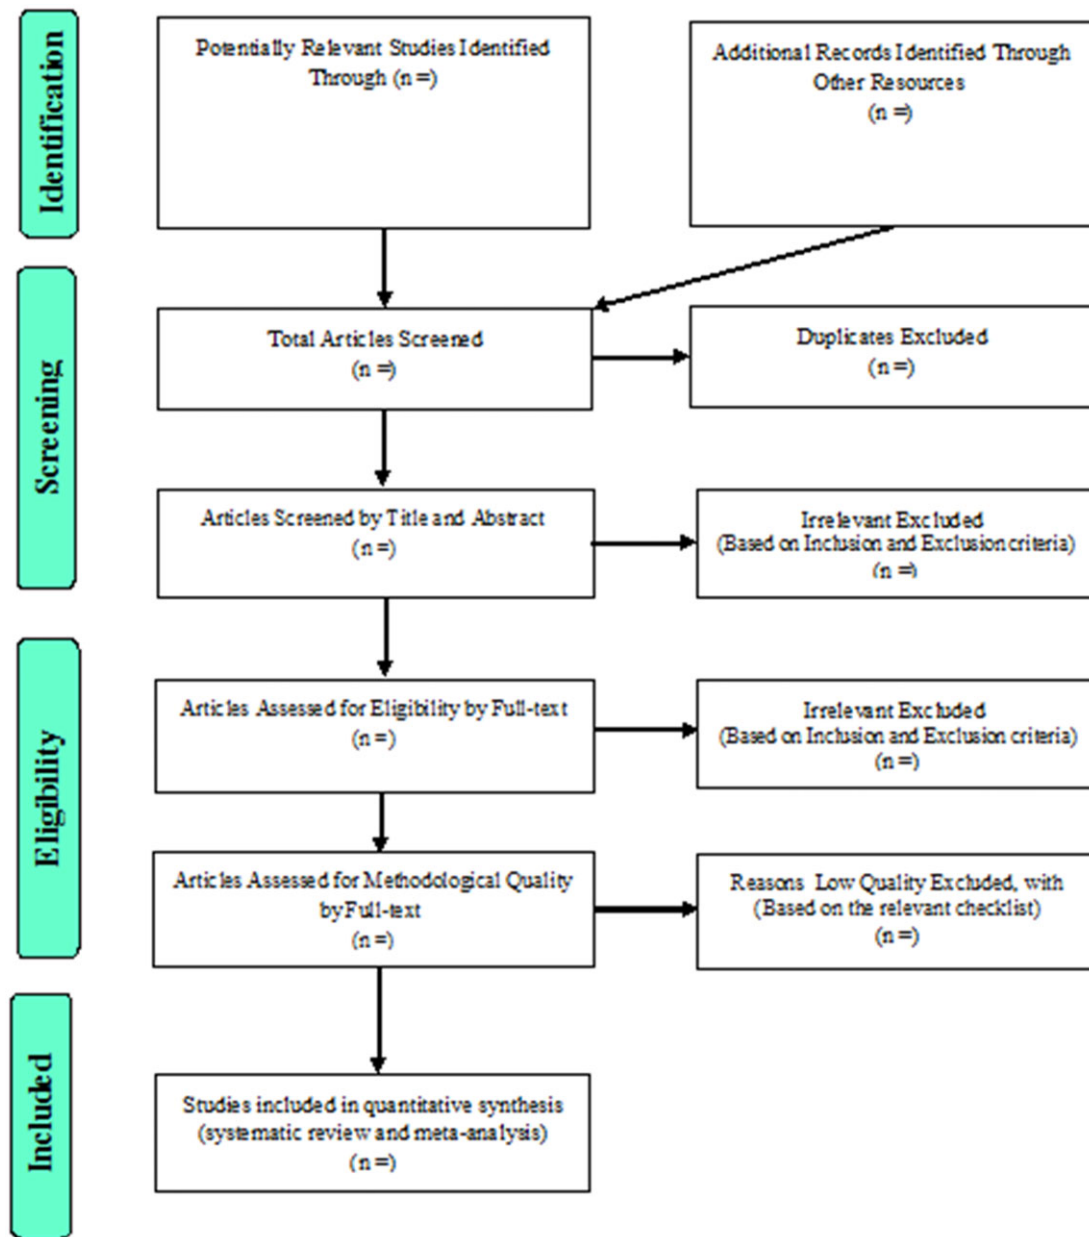 Identification
Potentially Relevant Studies Identified
Through (n =)
Additional Records Identified Through
Other Resources
(n =)
Screening
Total Articles Screened
(n =)
Duplicates Excluded
(n =)
Articles Screened by Title and Abstract
(n =)
Irrelevant Excluded
(Based on Inclusion and Exclusion criteria)
(n =)
Eligibility
Articles Assessed for Eligibility by Full-text
(n =)
Irrelevant Excluded
(Based on Inclusion and Exclusion criteria)
(n =)
Articles Assessed for Methodological Quality
by Full-text
(n =)
Reasons Low Quality Excluded, with
(Based on the relevant checklist)
(n =)
Included
Studies included in quantitative synthesis
(systematic review and meta-analysis)
(n =)